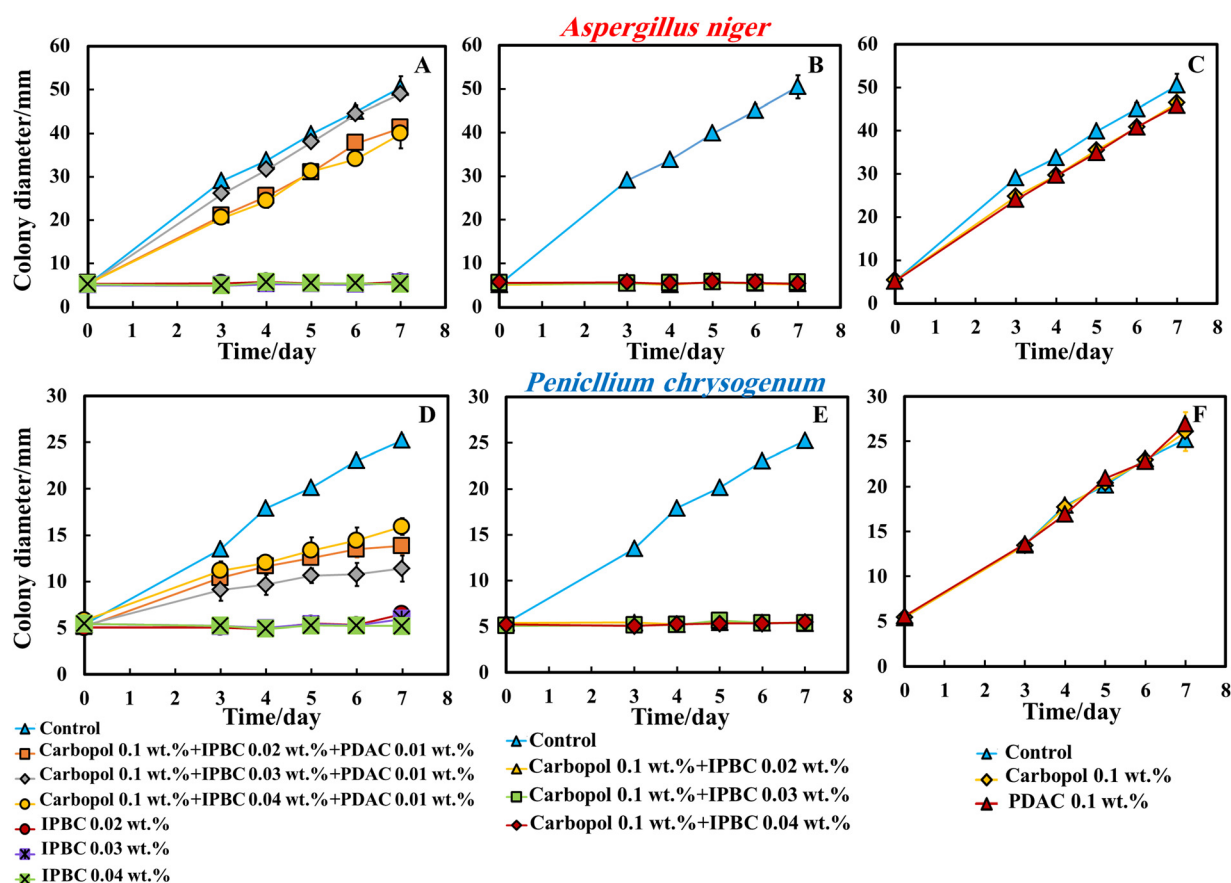 Aspergillus niger
Colony diameter/mm
60
50
40
30
20
10
0
A
0 1 2 3 4 5 6 7 8
Time/day
60
50
40
30
20
10
0
B
0 1 2 3 4 5 6 7 8
Time/day
60
50
40
30
20
10
0
C
0 1 2 3 4 5 6 7 8
Time/day
Penicllium chrysogenum
Colony diameter/mm
30
25
20
15
10
5
0
D
0 1 2 3 4 5 6 7 8
Time/day
30
25
20
15
10
5
0
E
0 1 2 3 4 5 6 7 8
Time/day
30
25
20
15
10
5
0
F
0 1 2 3 4 5 6 7 8
Time/day
Control
Carbopol 0.1 wt.%+IPBC 0.02 wt.%+PDAC 0.01 wt.%
Carbopol 0.1 wt.%+IPBC 0.03 wt.%+PDAC 0.01 wt.%
Carbopol 0.1 wt.%+IPBC 0.04 wt.%+PDAC 0.01 wt.%
IPBC 0.02 wt.%
IPBC 0.03 wt.%
IPBC 0.04 wt.%
Control
Carbopol 0.1 wt.%+IPBC 0.02 wt.%
Carbopol 0.1 wt.%+IPBC 0.03 wt.%
Carbopol 0.1 wt.%+IPBC 0.04 wt.%
Control
Carbopol 0.1 wt.%
PDAC 0.1 wt.%